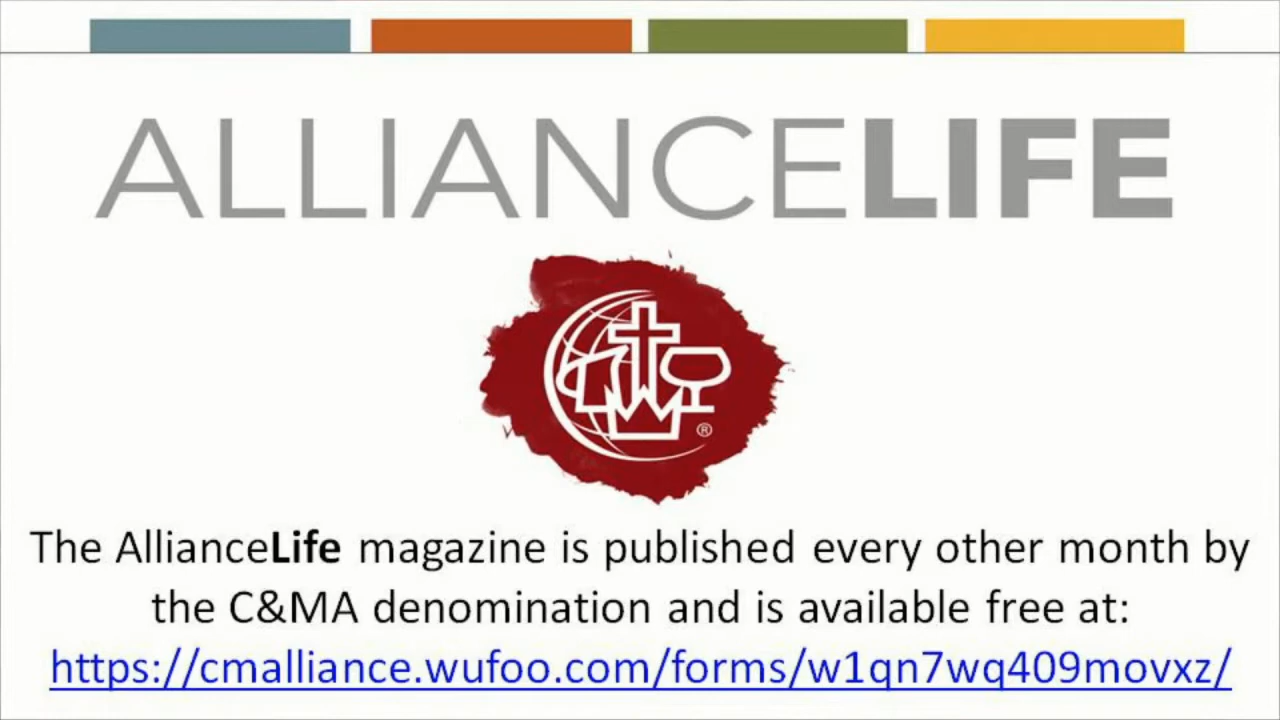 ALLIANCELIFE
®
The AllianceLife magazine is published every other month by
the C&MA denomination and is available free at:
https://cmalliance.wufoo.com/forms/w1qn7wq409movxz/